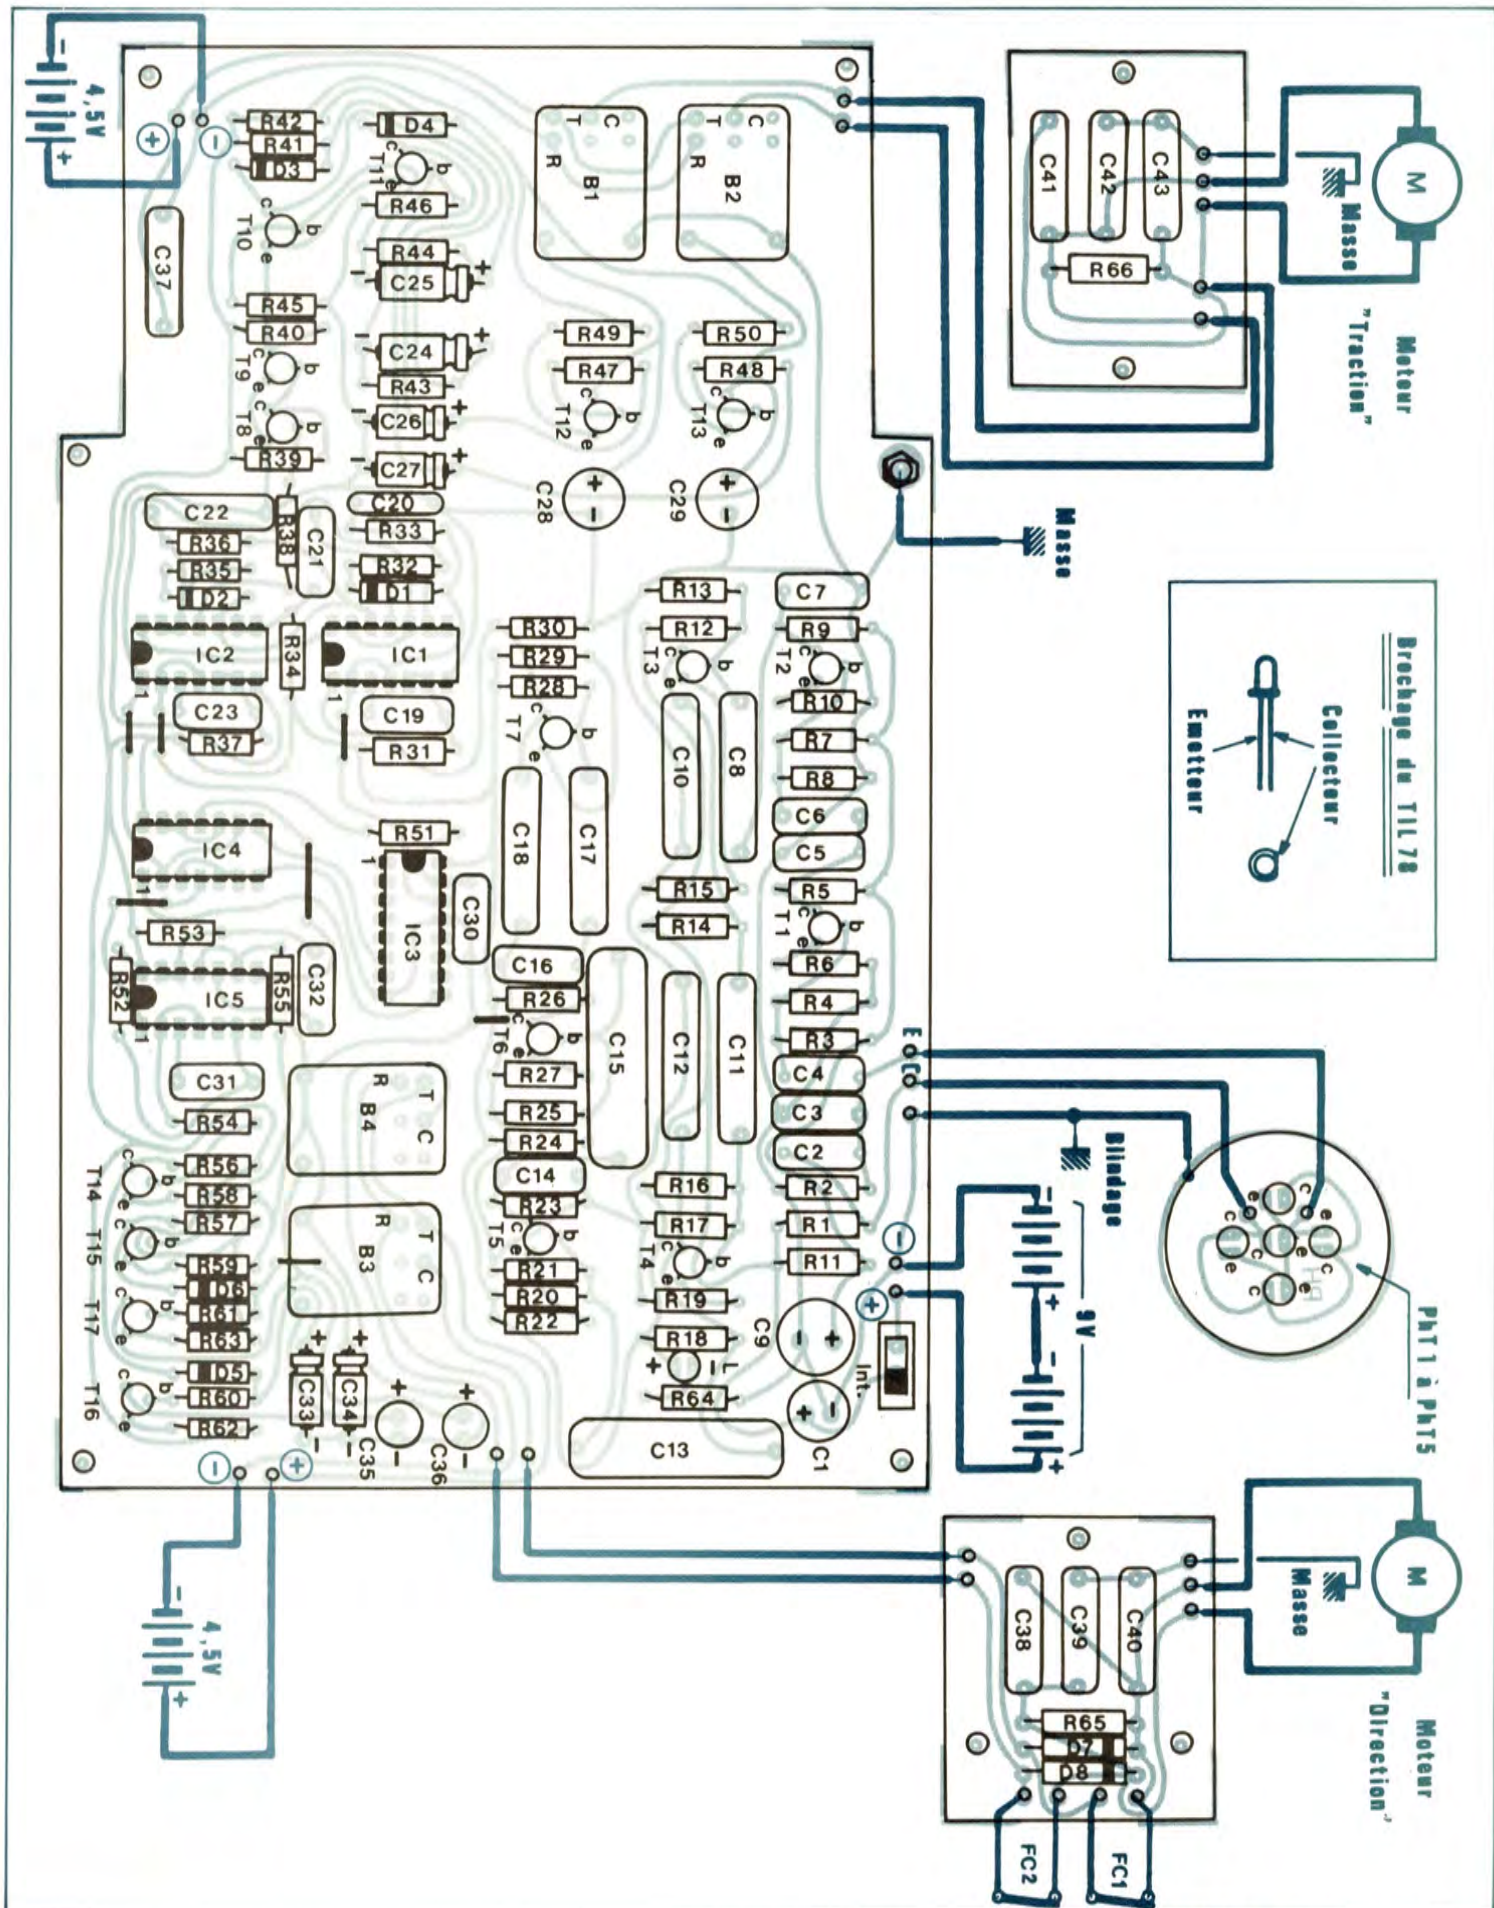 4,5V
-
+
+
-
R42
R41
D3
T10
c
b
e
C37
R45
R40
T9
c
b
e
T8
c
b
e
R39
D4
T11
c
b
e
R46
R44
C25
- +
C24
- +
R43
C26
- +
C27
- +
C20
R33
R32
D1
C22
R36
R35
D2
R38
C21
IC2
1
R34
IC1
1
C23
R37
C19
R31
B1
T C
R
B2
T C
R
R49
R47
T12
c
b
e
R50
R48
T13
c
b
e
C28
+ -
C29
+ -
Masse
R13
R12
T3
c
b
e
C7
R9
T2
c
b
e
R10
R7
R8
C6
C5
R5
T1
c
b
e
R6
R4
R3
C4
C3
C2
R2
R1
R11
R30
R29
R28
T7
c
b
e
C18
C17
C10
C8
R15
R14
IC4
1
R51
1
IC3
C30
R53
R52
IC5
1
R55
C32
C16
R26
T6
c
b
e
R27
R25
R24
C14
R23
T5
c
b
e
R21
R20
R22
C15
C12
C11
R16
R17
T4
c
b
e
R19
R18
+ - L
R64
C9
- +
C1
+ -
Int.
C13
C31
R54
R56
R58
R57
R59
D6
R61
R63
D5
R60
R62
T14
c
b
e
T15
c
b
e
T17
c
b
e
T16
c
b
e
B4
R T
C
B3
R T
C
C33
+ -
C34
+ -
C35
+ -
C36
+ -
-
+
4,5V
-
+
E
C
-
+
Blindage
9V
-
+
-
+
C41
C42
C43
R66
M
Masse
Moteur
"Traction"
Brochage du TIL 78
Emetteur
Collecteur
PhT1 à PhT5
e
c
e
c
e
c
e
c
e
c
C38
C39
C40
R65
D7
D8
FC2
FC1
M
Masse
Moteur
"Direction"